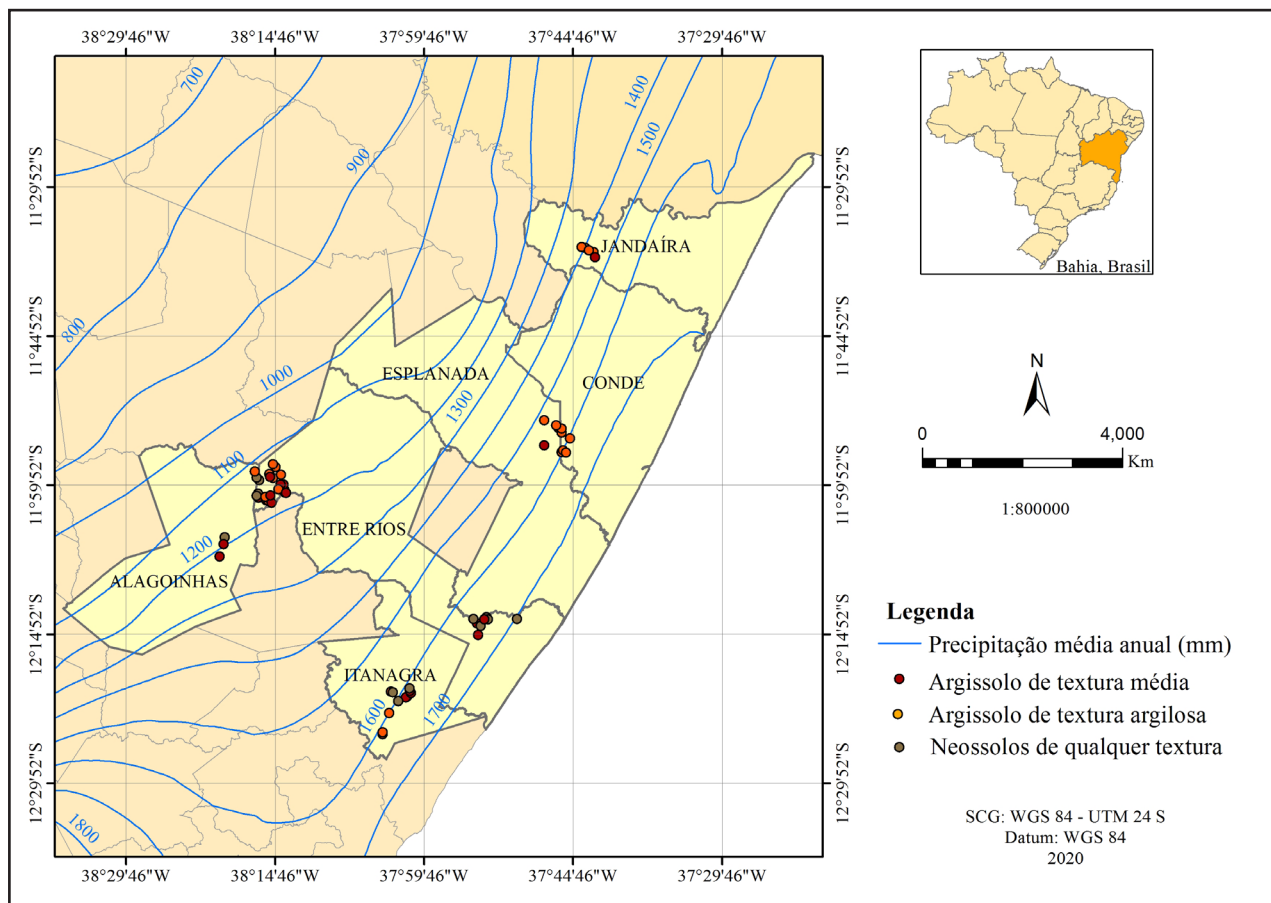 38°29'46"W 38°14'46"W 37°59'46"W 37°44'46"W 37°29'46"W
700
1400
1500
900
11°29'52"S 11°29'52"S
JANDAÍRA
800
11°44'52"S 11°44'52"S
1000
ESPLANADA
CONDE
1300
1100
11°59'52"S 11°59'52"S
ENTRE RIOS
1200
ALAGOINHAS
12°14'52"S 12°14'52"S
ITANAGRA
1600
1700
12°29'52"S 12°29'52"S
1800
38°29'46"W 38°14'46"W 37°59'46"W 37°44'46"W 37°29'46"W
Bahia, Brasil
N
0 4,000
Km
1:800000
Legenda
Precipitação média anual (mm)
Argissolo de textura média
Argissolo de textura argilosa
Neossolos de qualquer textura
SCG: WGS 84 - UTM 24 S
Datum: WGS 84
2020